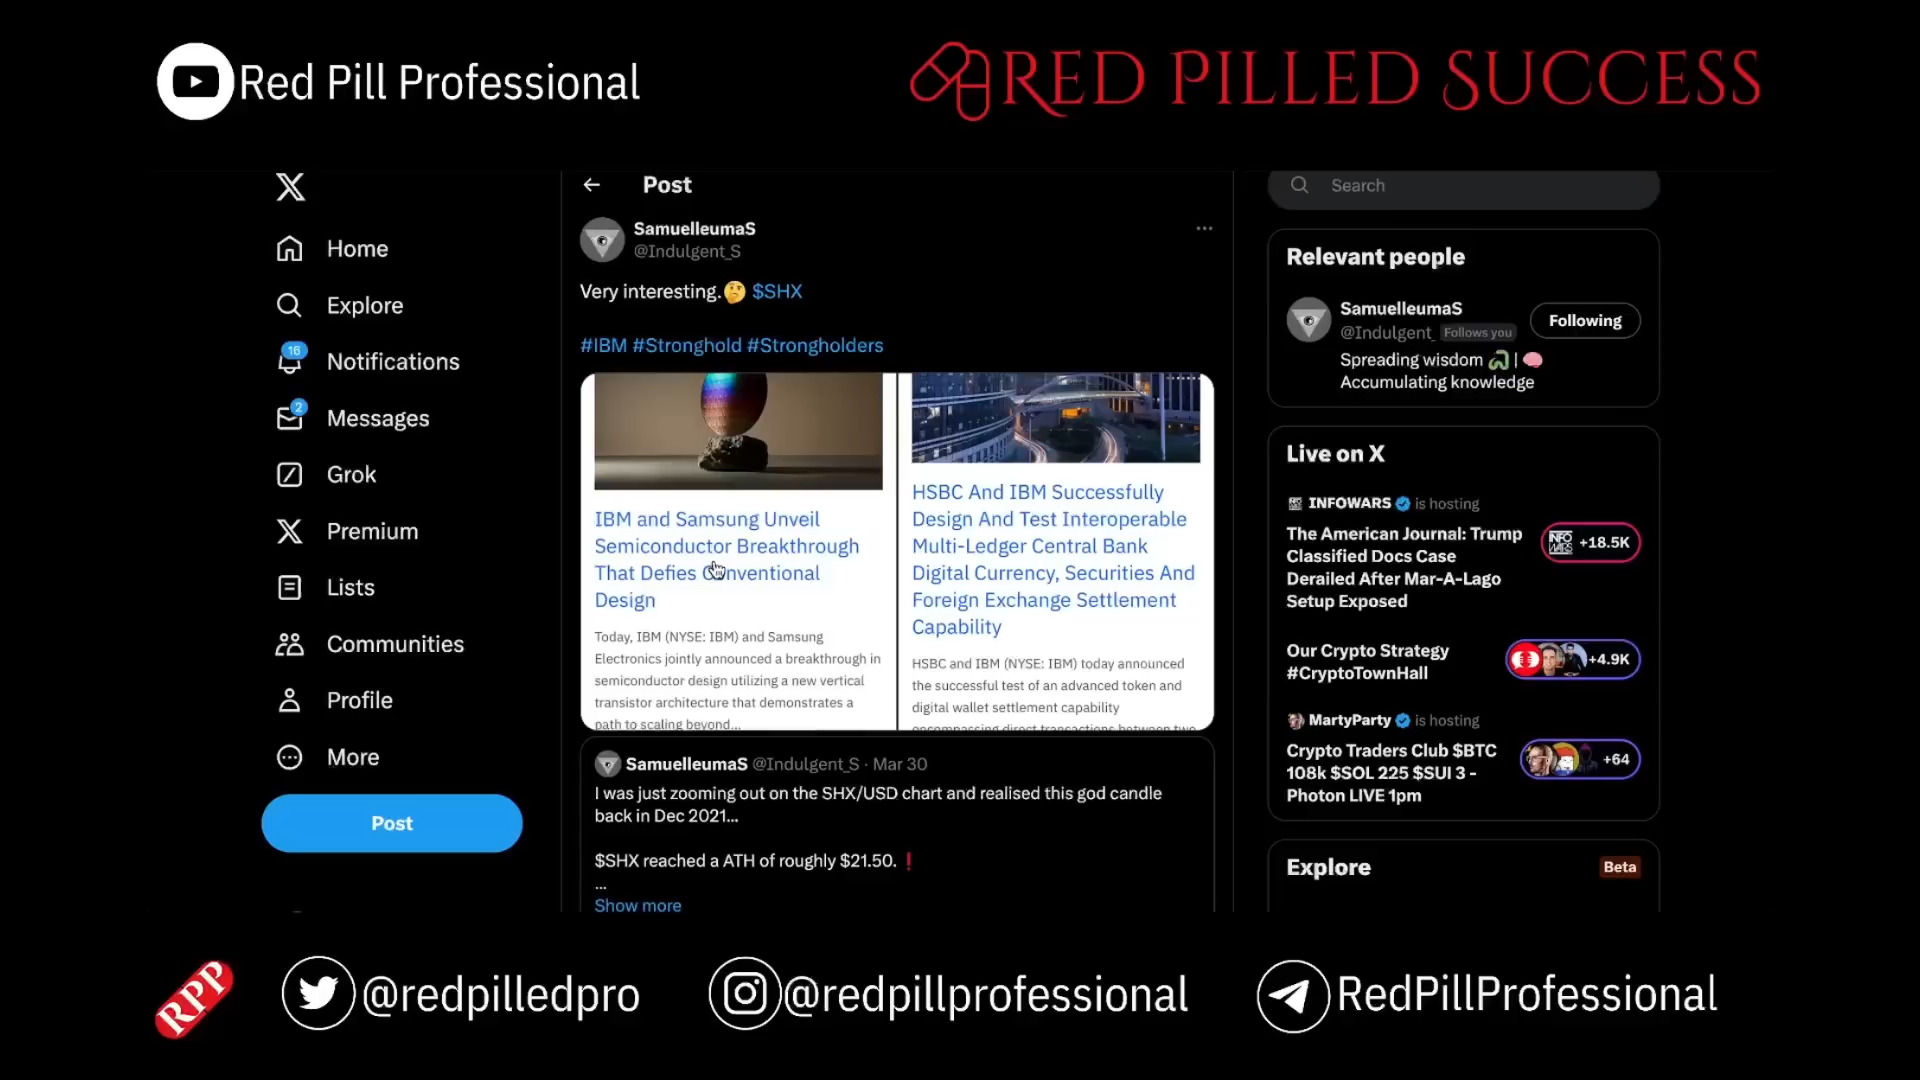 Red Pill Professional
RED PILLED SUCCESS
Home
Explore
16
Notifications
2
Messages
Grok
Premium
Lists
Communities
Profile
More
Post
Post
SamuelleumaS
@Indulgent_S
Very interesting.🤔 $SHX
#IBM #Stronghold #Strongholders
IBM and Samsung Unveil
Semiconductor Breakthrough
That Defies Conventional
Design
Today, IBM (NYSE: IBM) and Samsung
Electronics jointly announced a breakthrough in
semiconductor design utilizing a new vertical
transistor architecture that demonstrates a
path to scaling beyond...
HSBC And IBM Successfully
Design And Test Interoperable
Multi-Ledger Central Bank
Digital Currency, Securities And
Foreign Exchange Settlement
Capability
HSBC and IBM (NYSE: IBM) today announced
the successful test of an advanced token and
digital wallet settlement capability
encompassing direct transactions between two
SamuelleumaS @Indulgent_S · Mar 30
I was just zooming out on the SHX/USD chart and realised this god candle
back in Dec 2021...
$SHX reached a ATH of roughly $21.50. ❗
...
Show more
Search
Relevant people
SamuelleumaS
@Indulgent_ Follows you
Following
Spreading wisdom 🐍 | 🧠
Accumulating knowledge
Live on X
INFOWARS is hosting
The American Journal: Trump
Classified Docs Case
Derailed After Mar-A-Lago
Setup Exposed
INFO WARS +18.5K
Our Crypto Strategy
#CryptoTownHall
+4.9K
MartyParty is hosting
Crypto Traders Club $BTC
108k $SOL 225 $SUI 3 -
Photon LIVE 1pm
+64
Explore
Beta
RPP
@redpilledpro
@redpillprofessional
RedPillProfessional